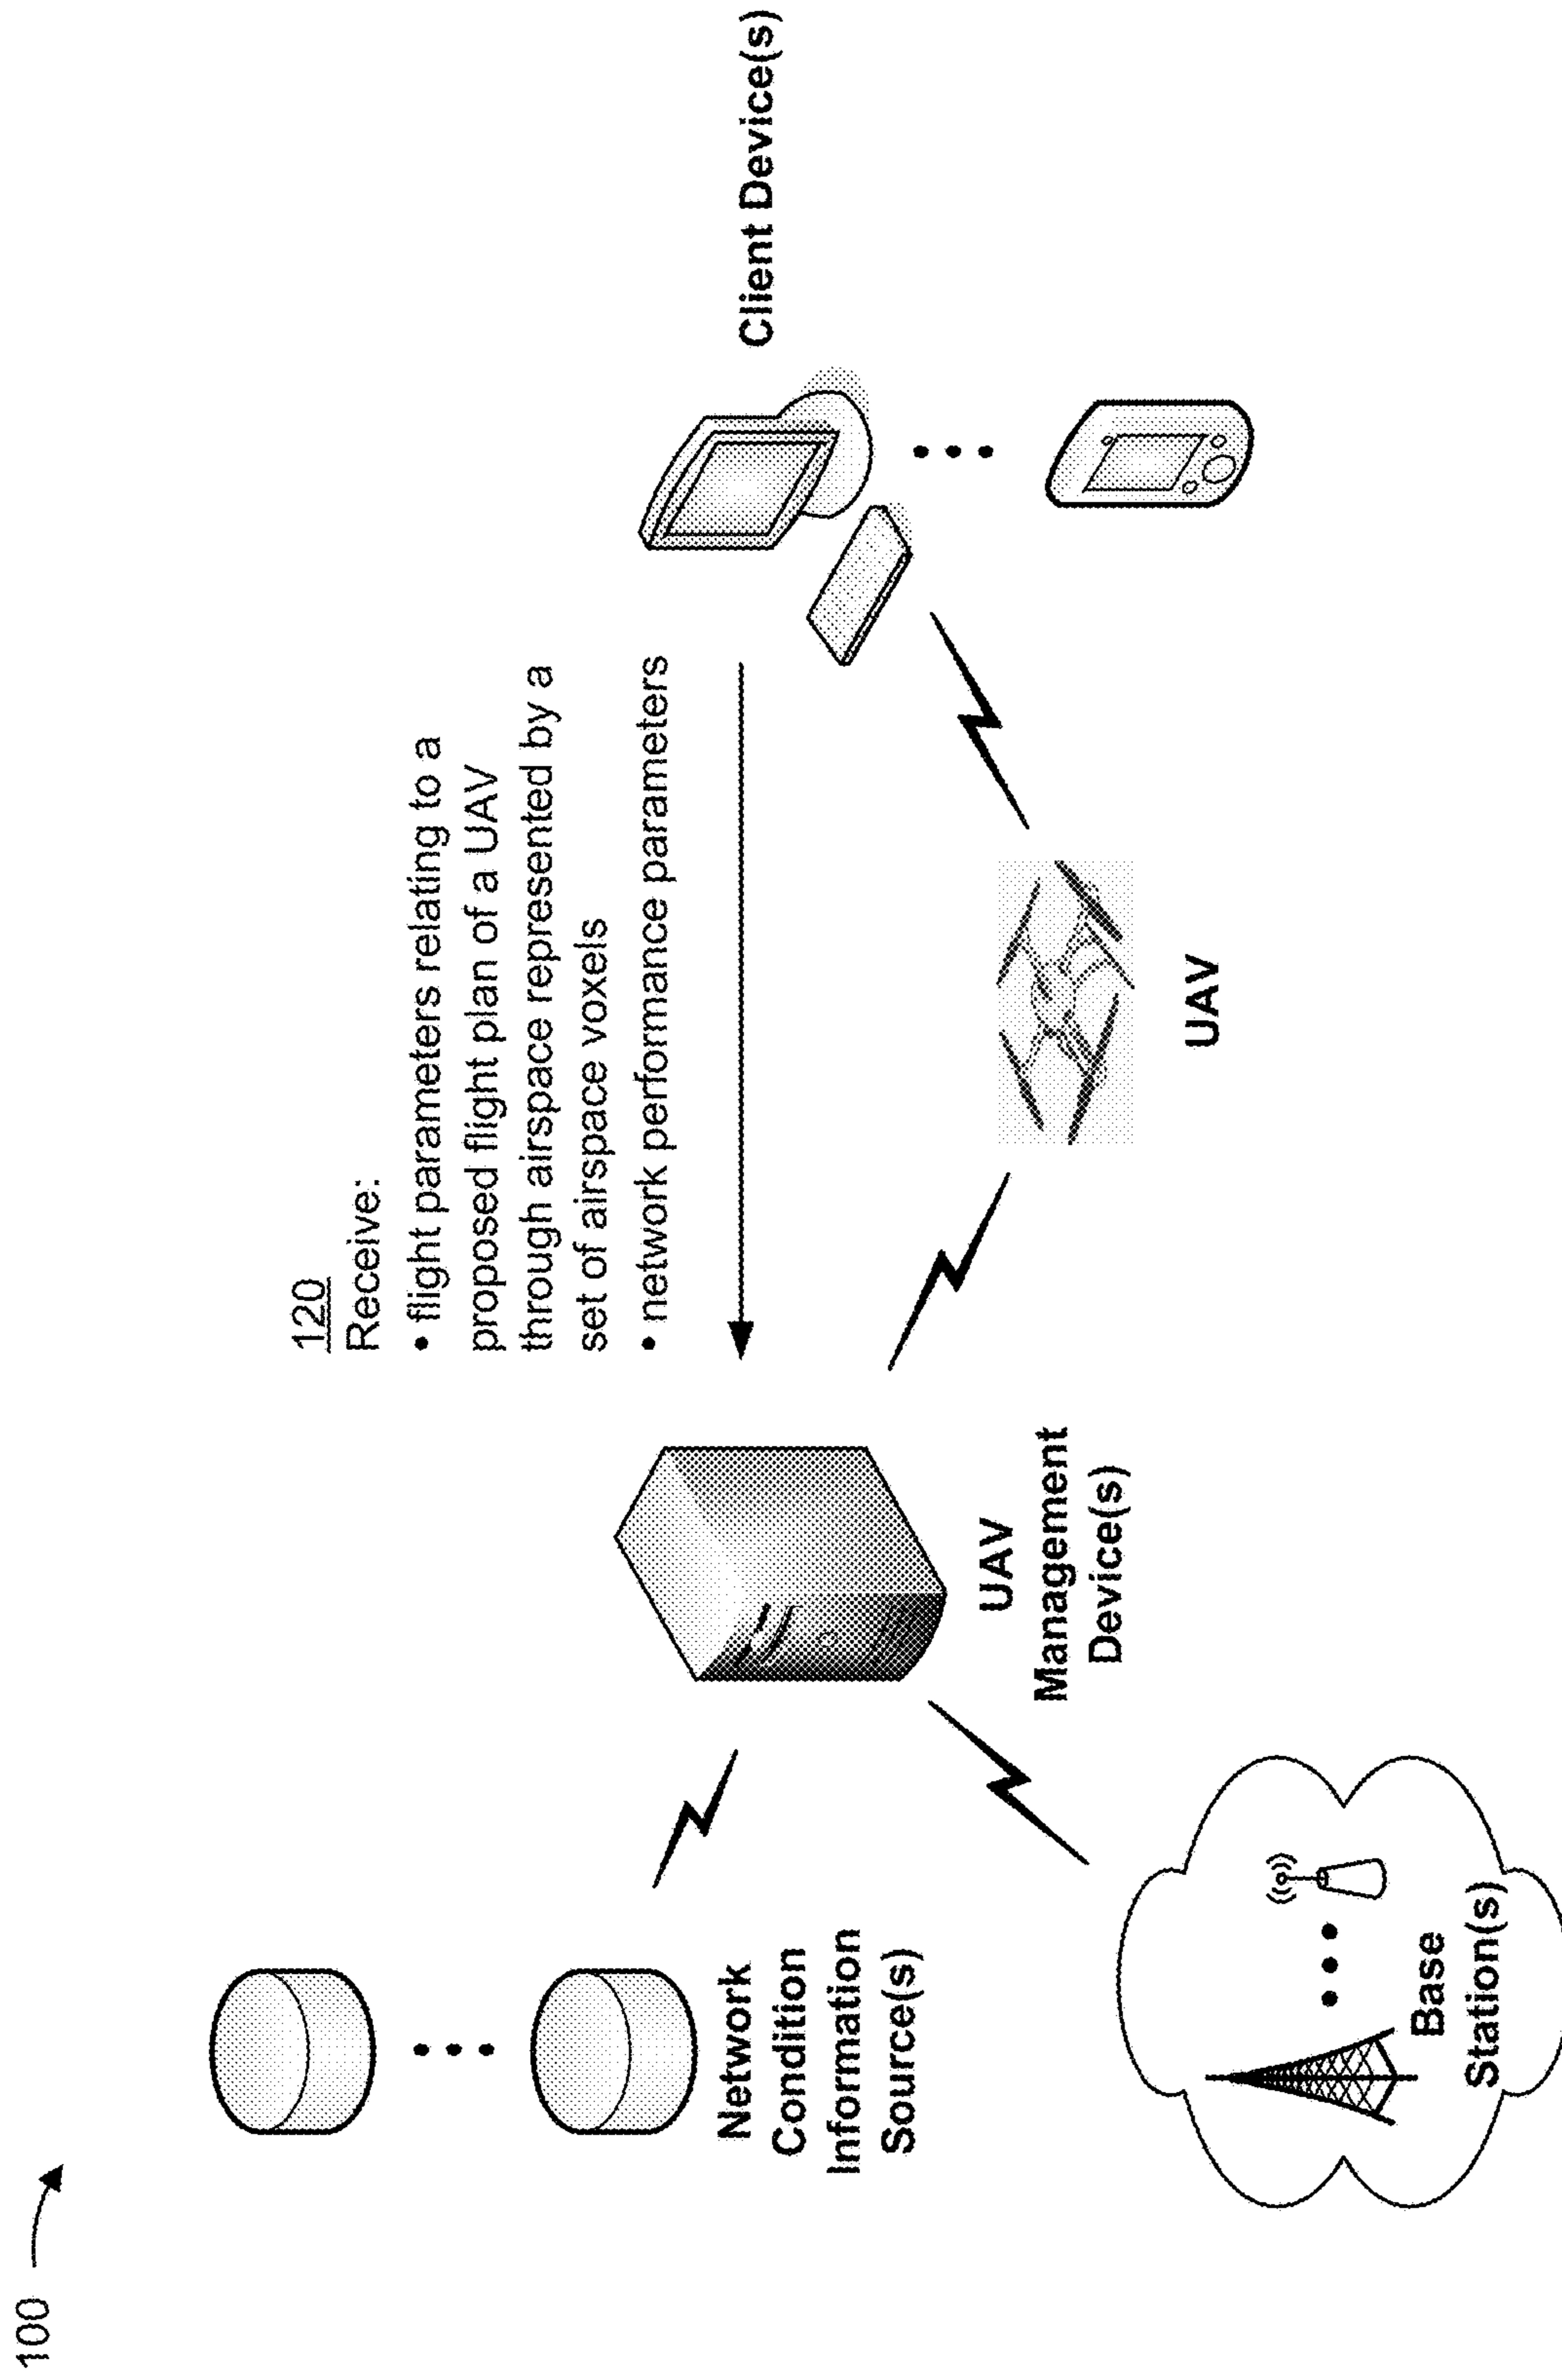 100
120
Receive:
• flight parameters relating to a
proposed flight plan of a UAV
through airspace represented by a
set of airspace voxels
• network performance parameters
Client Device(s)
Network
Condition
Information
Source(s)
UAV
Management
Device(s)
UAV
Base
Station(s)